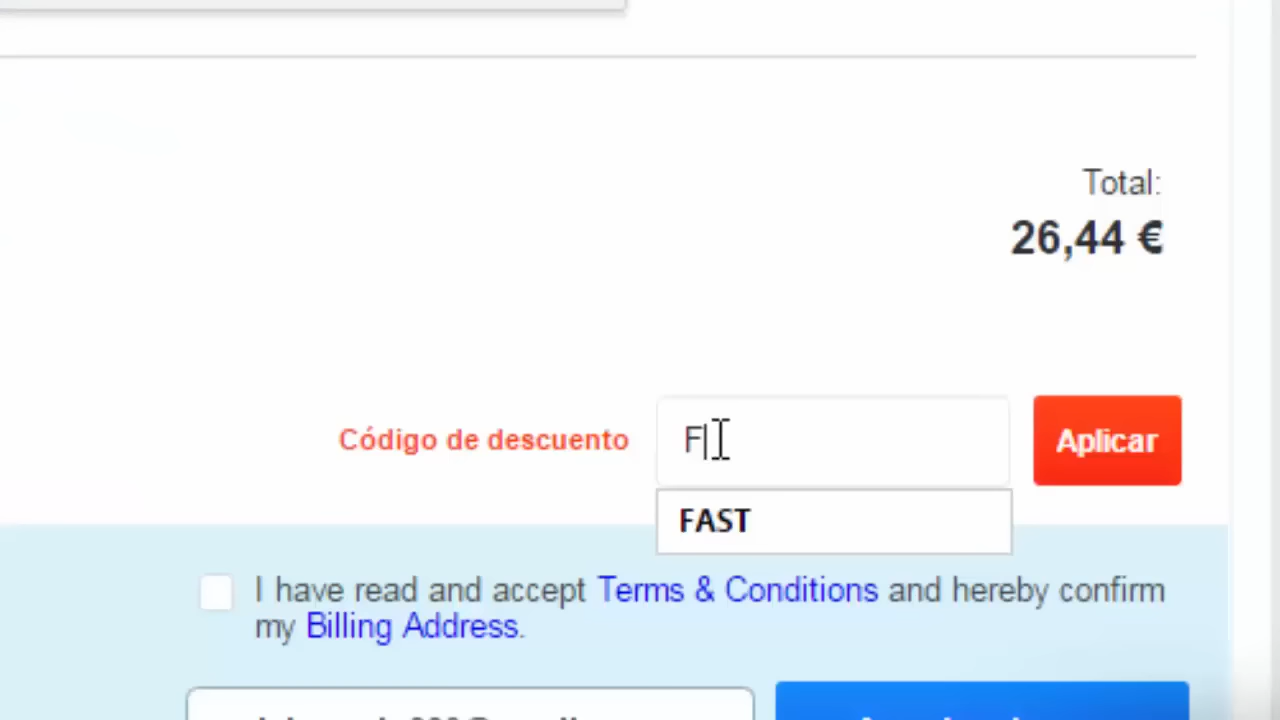 Total:
26,44 €
Código de descuento
F
Aplicar
FAST
I have read and accept Terms & Conditions and hereby confirm
my Billing Address.